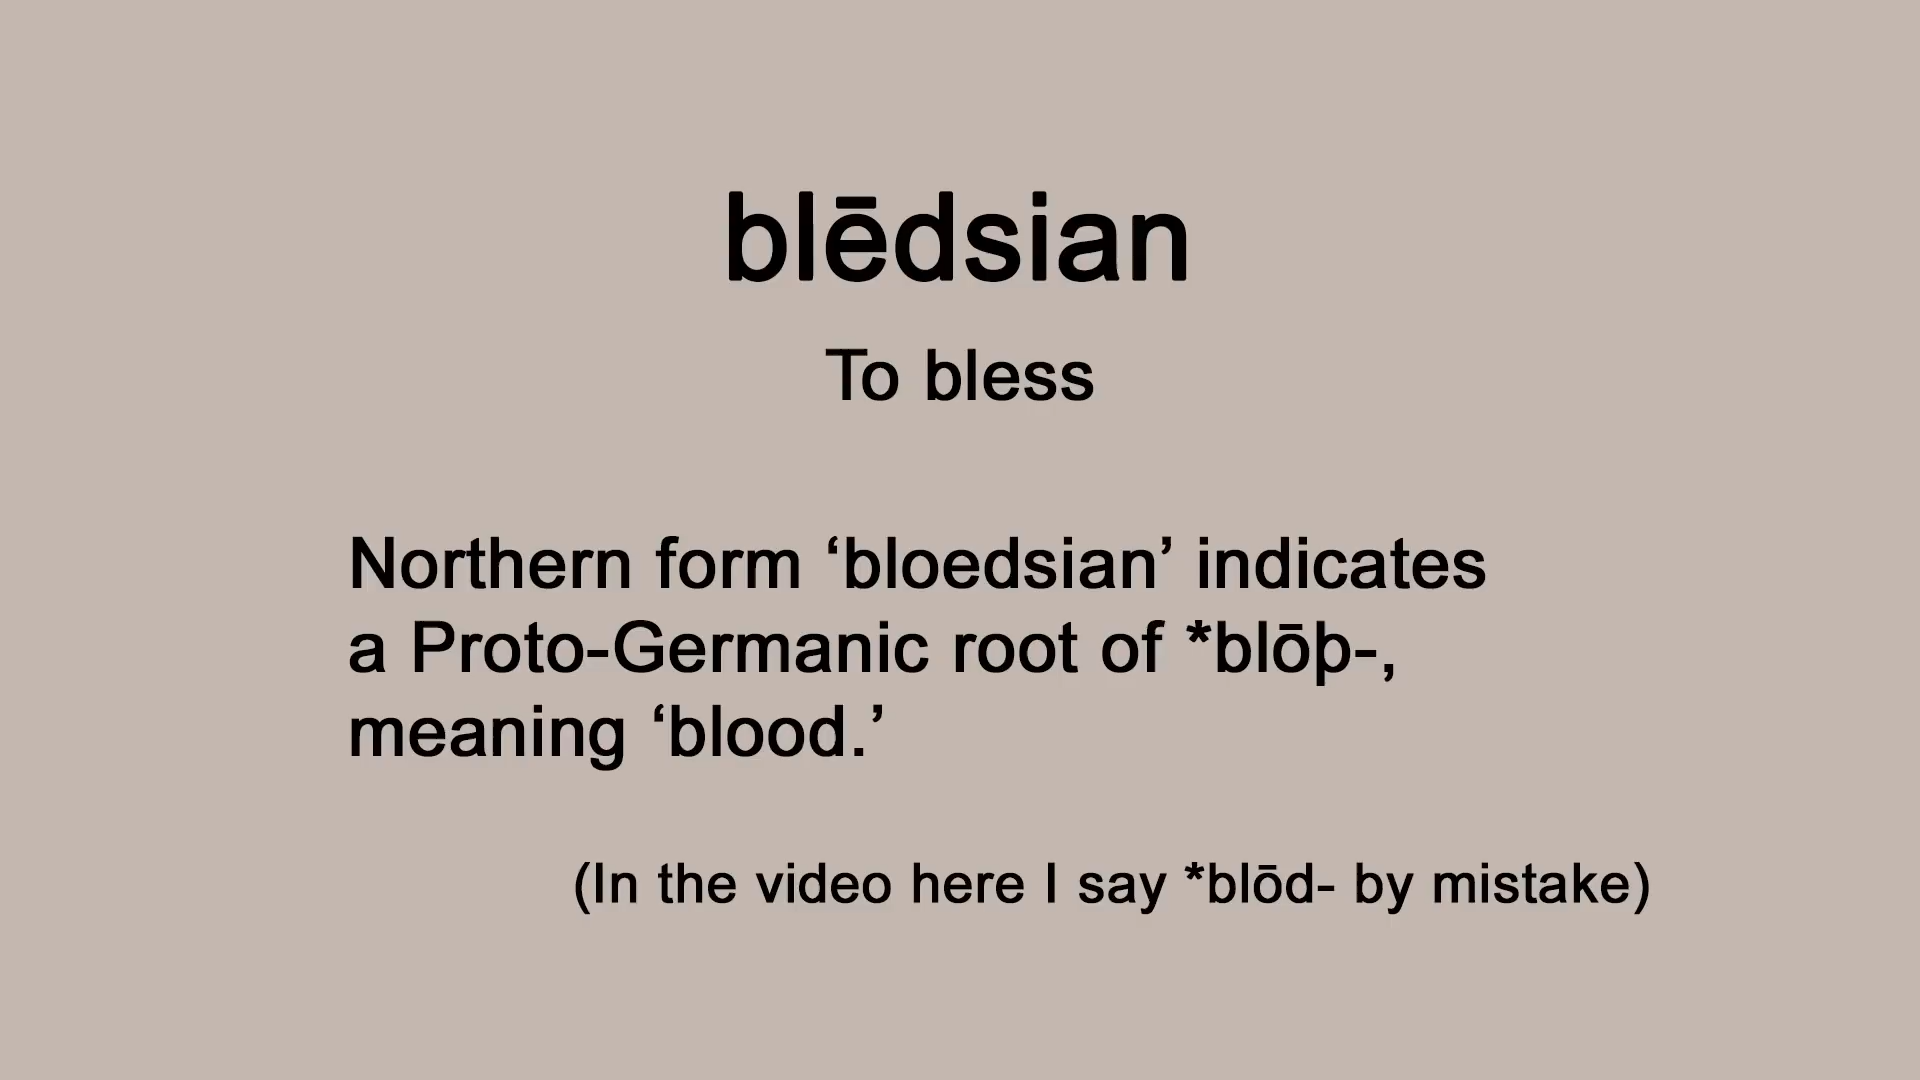 blēdsian
To bless
Northern form ‘bloedsian’ indicates
a Proto-Germanic root of *blōþ-,
meaning ‘blood.’
(In the video here I say *blōd- by mistake)